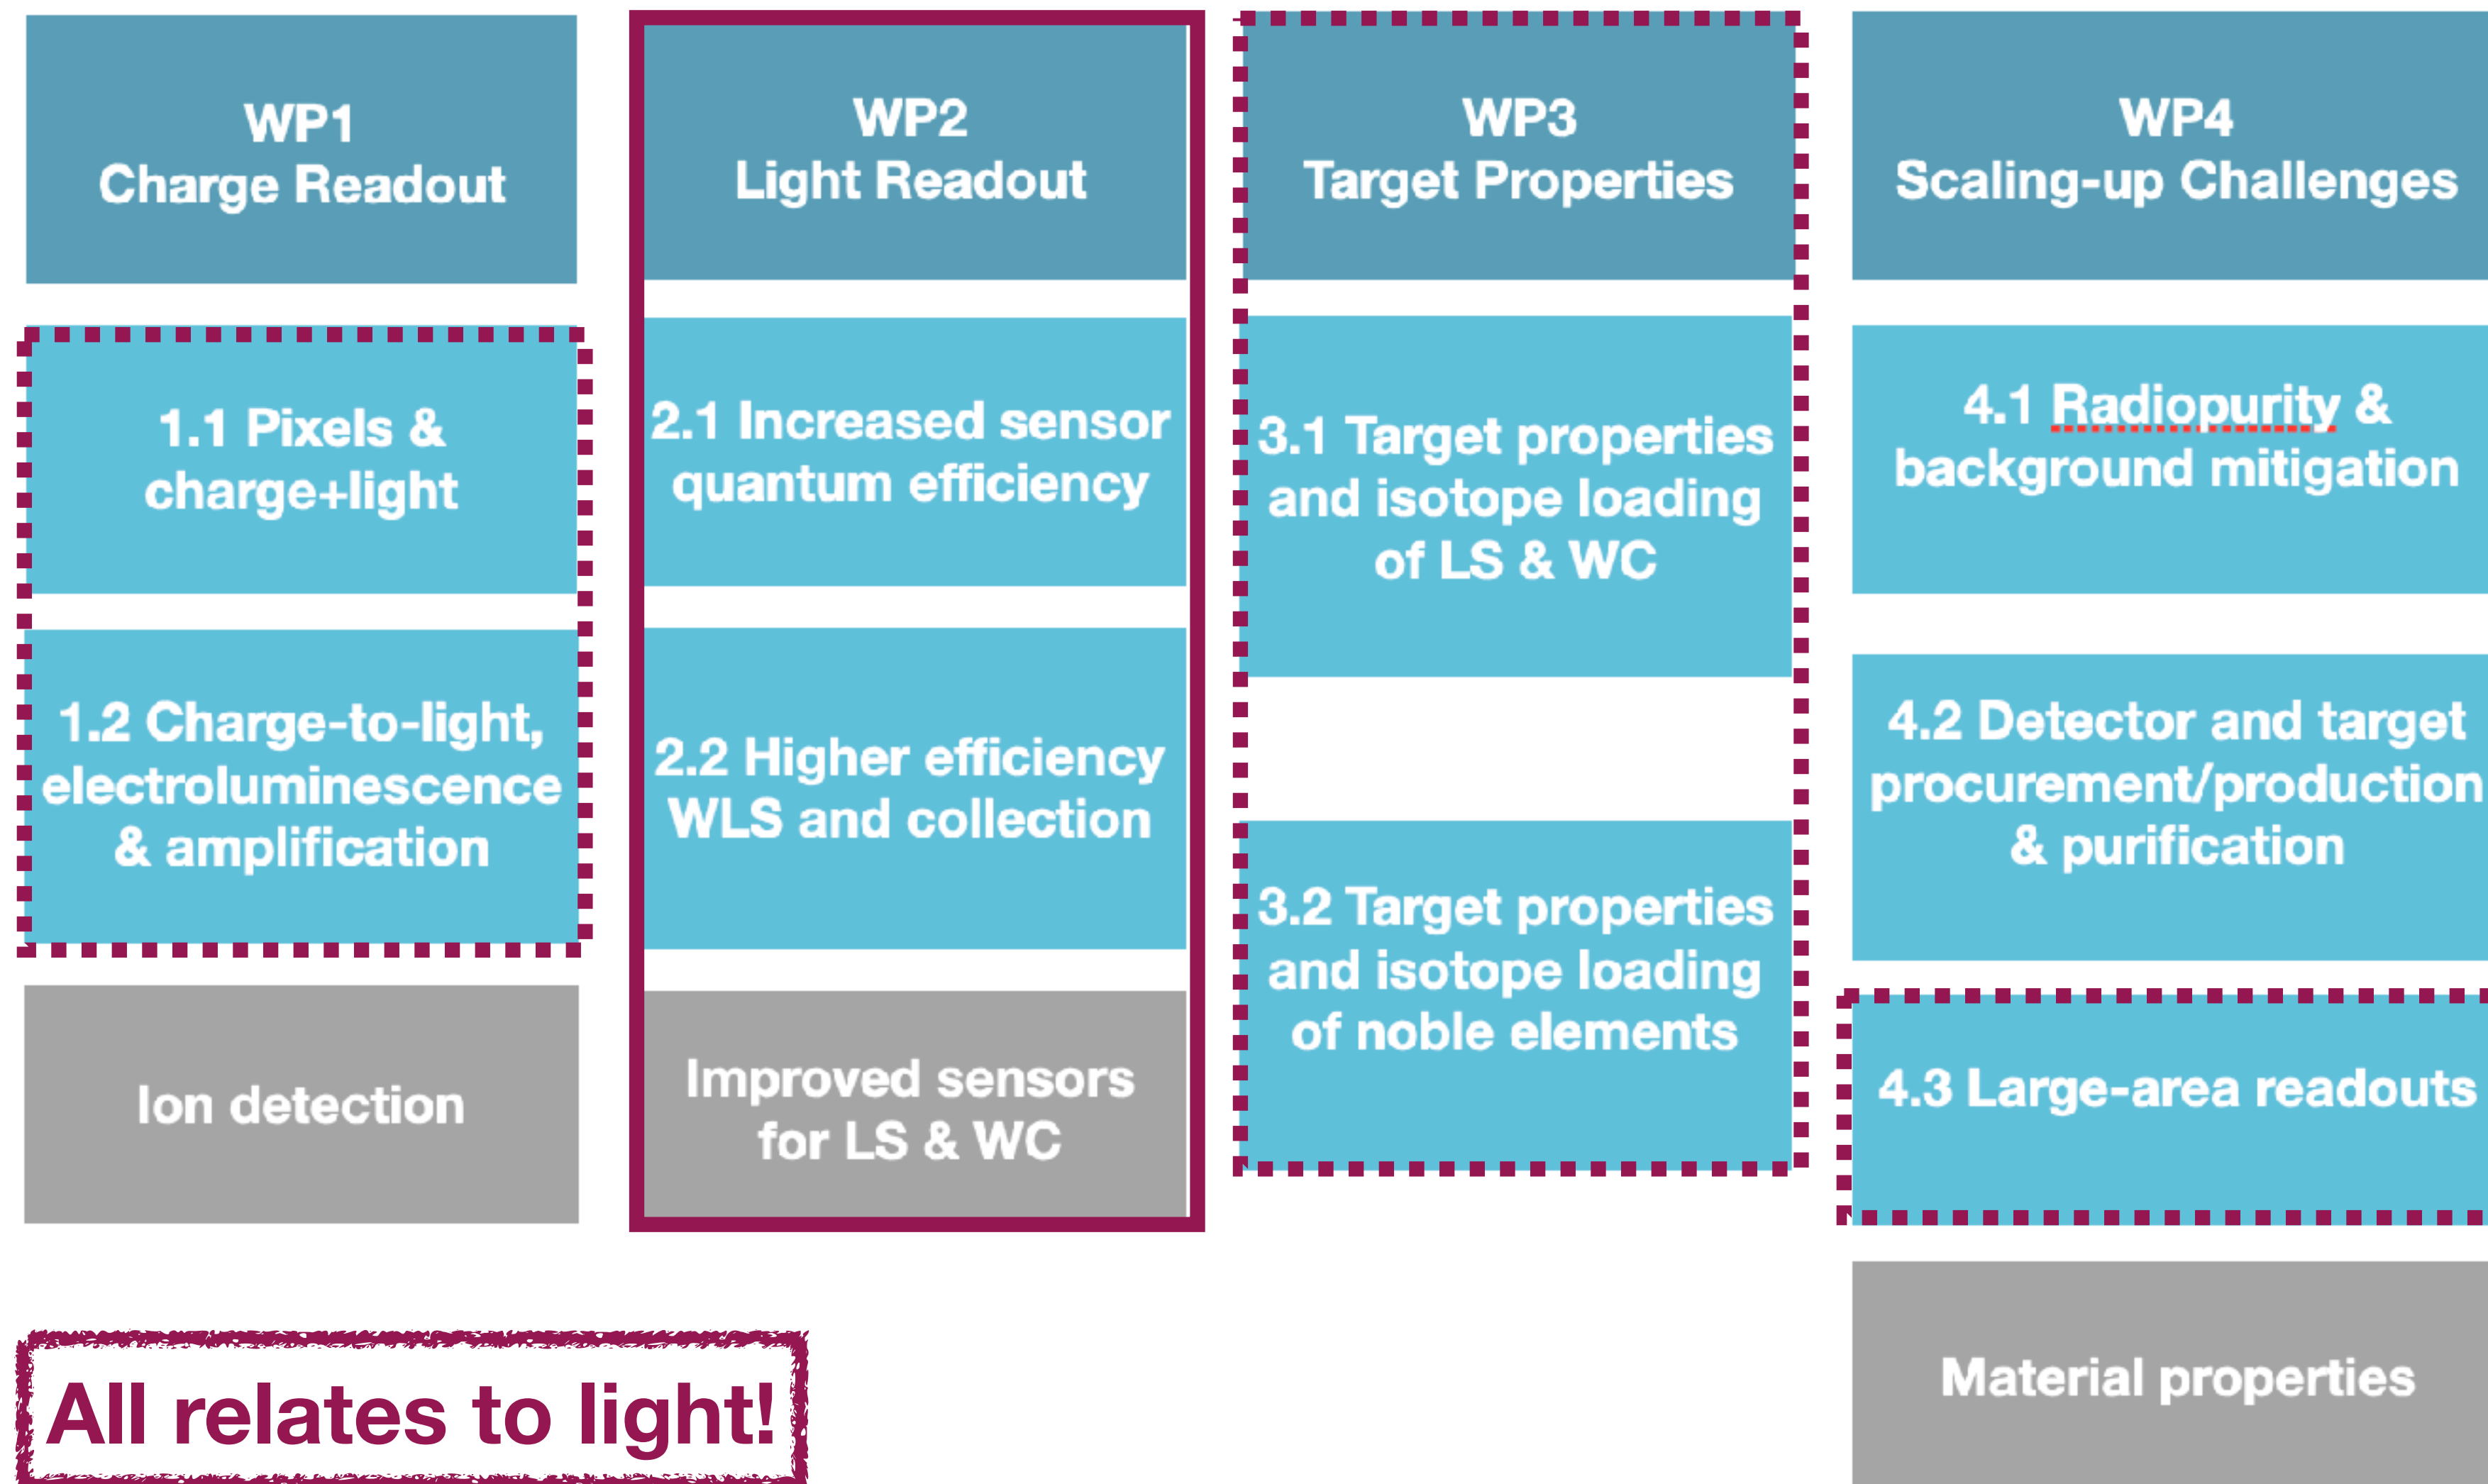 WP1
Charge Readout
1.1 Pixels &
charge+light
1.2 Charge-to-light,
electroluminescence
& amplification
Ion detection
WP2
Light Readout
2.1 Increased sensor
quantum efficiency
2.2 Higher efficiency
WLS and collection
Improved sensors
for LS & WC
WP3
Target Properties
3.1 Target properties
and isotope loading
of LS & WC
3.2 Target properties
and isotope loading
of noble elements
WP4
Scaling-up Challenges
4.1 Radiopurity &
background mitigation
4.2 Detector and target
procurement/production
& purification
4.3 Large-area readouts
Material properties
All relates to light!